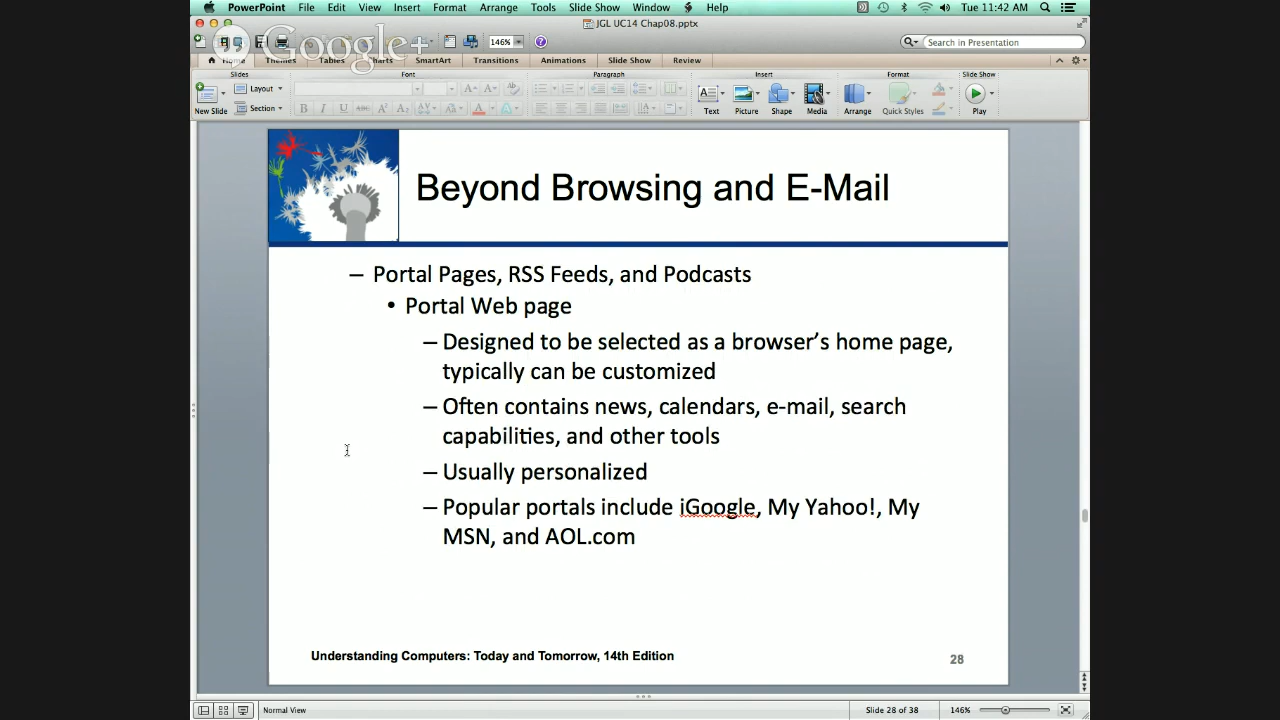 PowerPoint File Edit View Insert Format Arrange Tools Slide Show Window Help Tue 11:42 AM
JGL UC14 Chap08.pptx
Google+ 146% Search in Presentation
Home Themes Tables Charts SmartArt Transitions Animations Slide Show Review
Slides Font Paragraph Insert Format Slide Show
New Slide Layout Section Text Picture Shape Media Arrange Quick Styles Play
Beyond Browsing and E-Mail
– Portal Pages, RSS Feeds, and Podcasts
• Portal Web page
– Designed to be selected as a browser’s home page,
typically can be customized
– Often contains news, calendars, e-mail, search
capabilities, and other tools
– Usually personalized
– Popular portals include iGoogle, My Yahoo!, My
MSN, and AOL.com
Understanding Computers: Today and Tomorrow, 14th Edition 28
Normal View Slide 28 of 38 146%